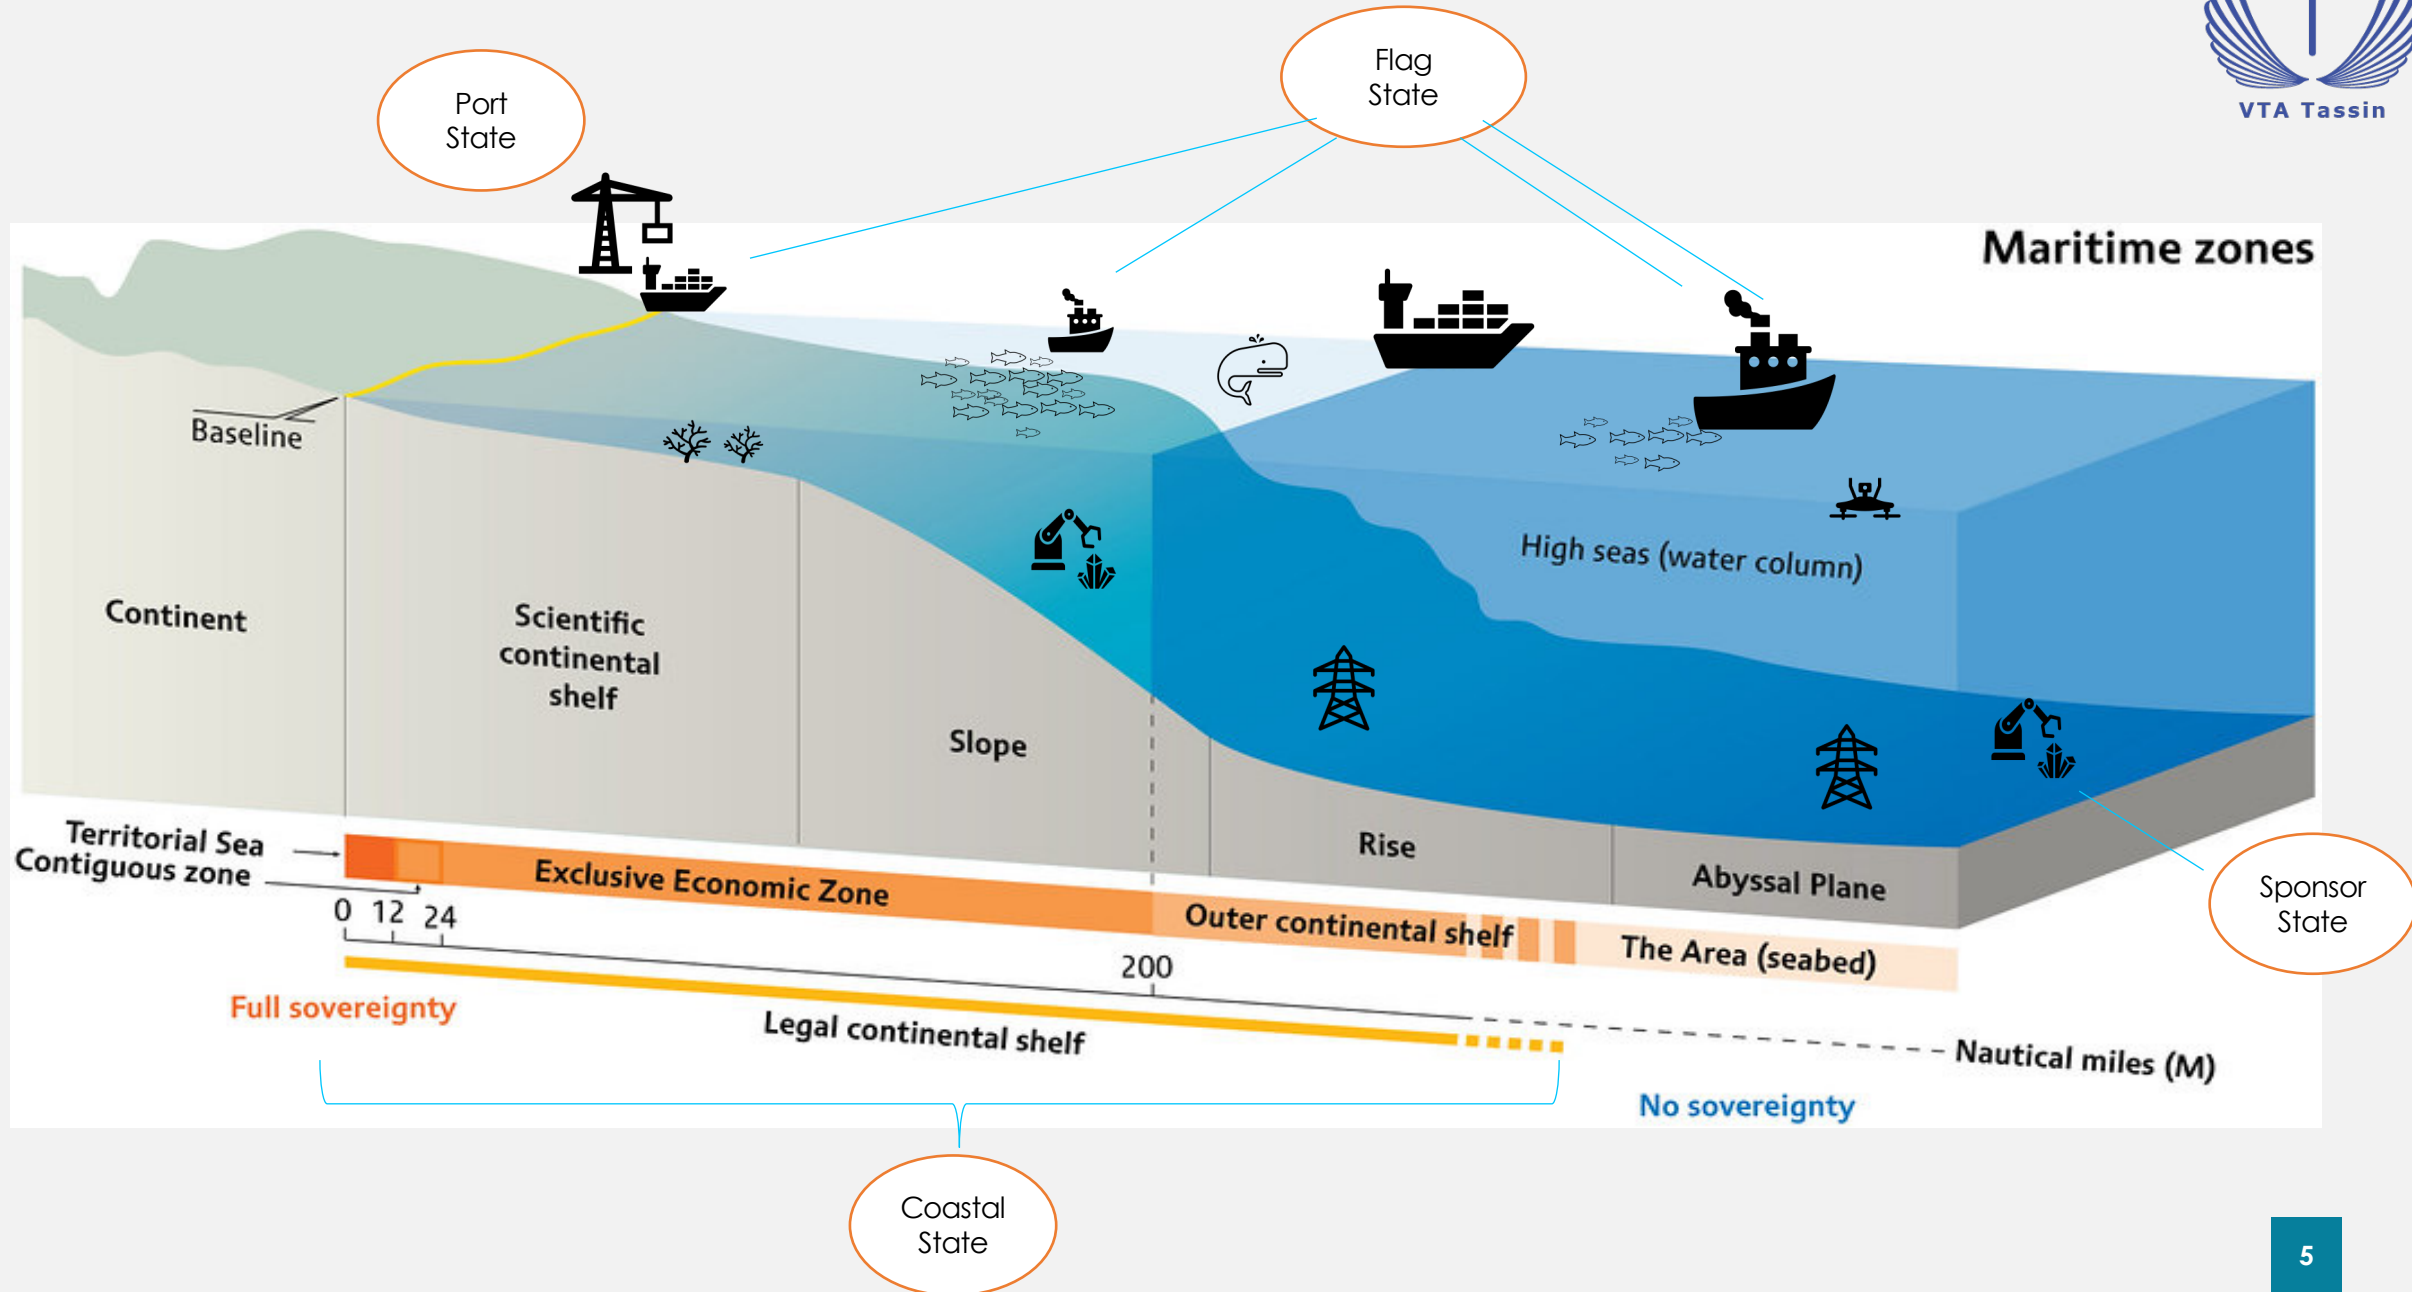 Port
State
Flag
State
VTA Tassin
Maritime zones
Baseline
High seas (water column)
Continent
Scientific
continental
shelf
Slope
Rise
Abyssal Plane
Territorial Sea
Contiguous zone
Exclusive Economic Zone
Outer continental shelf
The Area (seabed)
0 12 24
200
Sponsor
State
Full sovereignty
Legal continental shelf
Nautical miles (M)
No sovereignty
Coastal
State
5